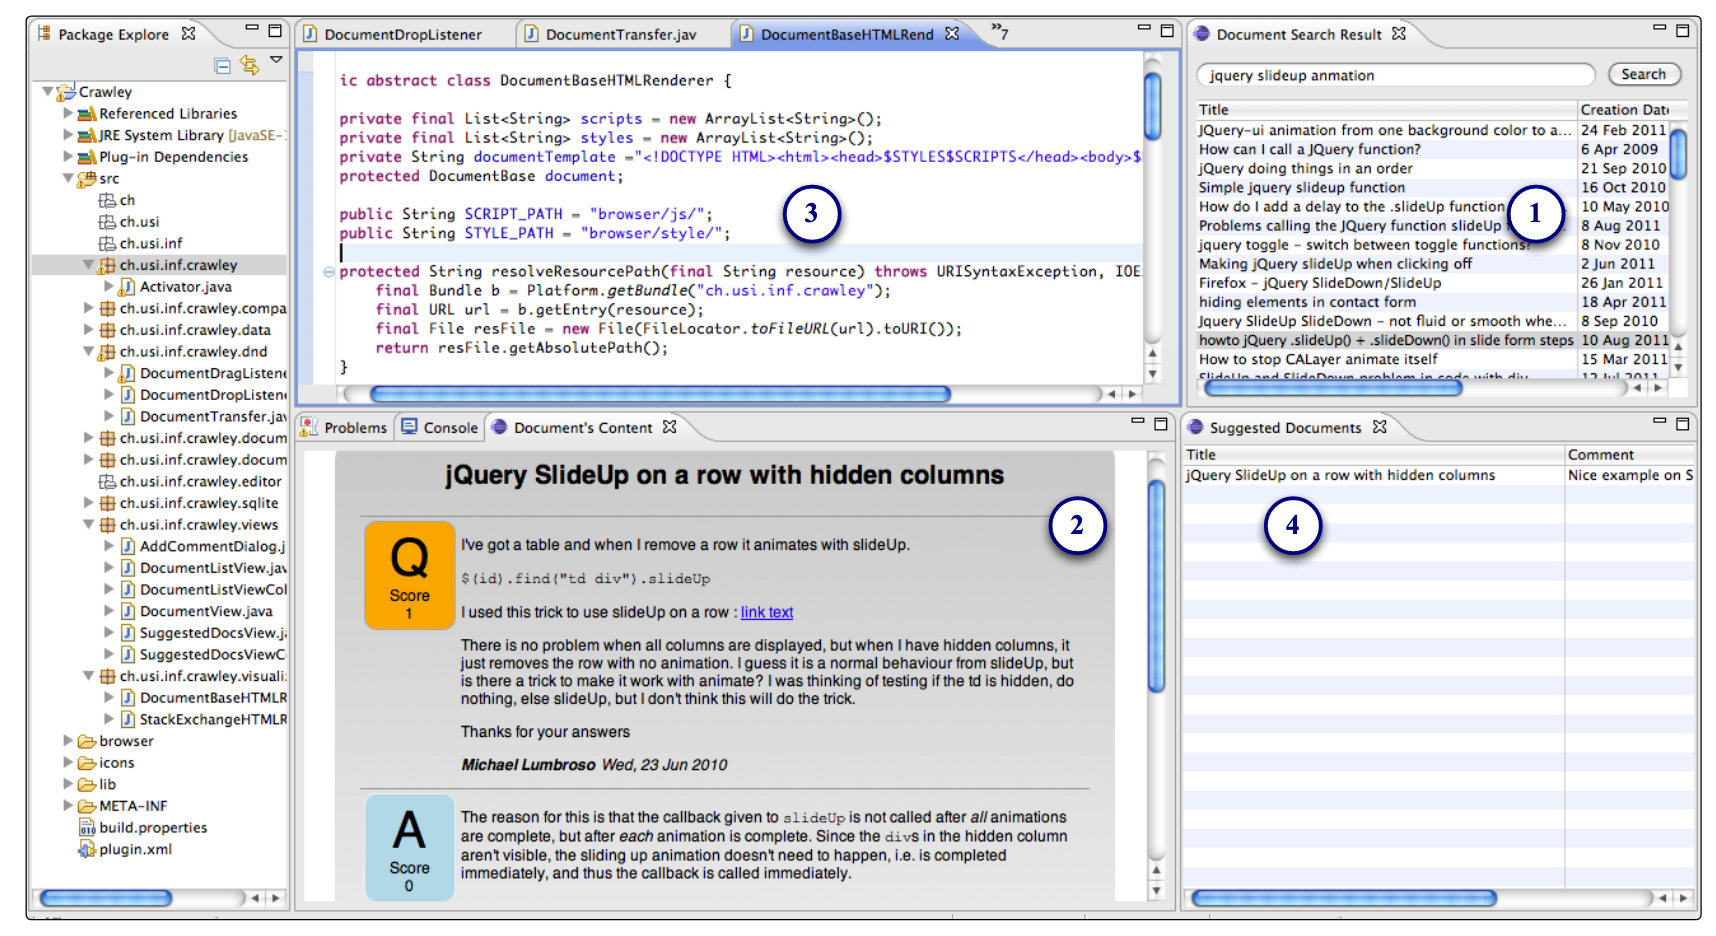 Package Explore
Crawley
Referenced Libraries
JRE System Library [JavaSE-
Plug-in Dependencies
src
ch
ch.usi
ch.usi.inf
ch.usi.inf.crawley
Activator.java
ch.usi.inf.crawley.compa
ch.usi.inf.crawley.data
ch.usi.inf.crawley.dnd
DocumentDragListene
DocumentDropListen
DocumentTransfer.jav
ch.usi.inf.crawley.docum
ch.usi.inf.crawley.docum
ch.usi.inf.crawley.editor
ch.usi.inf.crawley.sqlite
ch.usi.inf.crawley.views
AddCommentDialog.j
DocumentListView.jav
DocumentListViewCol
DocumentView.java
SuggestedDocsView.j
SuggestedDocsViewC
ch.usi.inf.crawley.visuali
DocumentBaseHTMLR
StackExchangeHTMLR
browser
icons
lib
META-INF
build.properties
plugin.xml
DocumentDropListener DocumentTransfer.jav DocumentBaseHTMLRend »7
ic abstract class DocumentBaseHTMLRenderer {
private final List<String> scripts = new ArrayList<String>();
private final List<String> styles = new ArrayList<String>();
private String documentTemplate ="<!DOCTYPE HTML><html><head>$STYLES$SCRIPTS</head><body>$
protected DocumentBase document;
public String SCRIPT_PATH = "browser/js/";
public String STYLE_PATH = "browser/style/";
protected String resolveResourcePath(final String resource) throws URISyntaxException, IOE
final Bundle b = Platform.getBundle("ch.usi.inf.crawley");
final URL url = b.getEntry(resource);
final File resFile = new File(FileLocator.toFileURL(url).toURI());
return resFile.getAbsolutePath();
}
3
Document Search Result
jquery slideup anmation Search
Title Creation Dat
JQuery-ui animation from one background color to a... 24 Feb 2011
How can I call a JQuery function? 6 Apr 2009
jQuery doing things in an order 21 Sep 2010
Simple jquery slideup function 16 Oct 2010
How do I add a delay to the .slideUp function 10 May 2010
Problems calling the JQuery function slideUp 8 Aug 2011
jquery toggle - switch between toggle functions? 8 Nov 2010
Making jQuery slideUp when clicking off 2 Jun 2011
Firefox - jQuery SlideDown/SlideUp 26 Jan 2011
hiding elements in contact form 18 Apr 2011
Jquery SlideUp SlideDown - not fluid or smooth whe... 8 Sep 2010
howto jQuery .slideUp() + .slideDown() in slide form steps 10 Aug 2011
How to stop CALayer animate itself 15 Mar 2011
SlideUp and SlideDown problem in code with div 12 Jul 2011
1
Problems Console Document's Content
jQuery SlideUp on a row with hidden columns
Q
Score
1
I've got a table and when I remove a row it animates with slideUp.
$(id).find("td div").slideUp
I used this trick to use slideUp on a row : link text
There is no problem when all columns are displayed, but when I have hidden columns, it
just removes the row with no animation. I guess it is a normal behaviour from slideUp, but
is there a trick to make it work with animate? I was thinking of testing if the td is hidden, do
nothing, else slideUp, but I don't think this will do the trick.
Thanks for your answers
Michael Lumbroso Wed, 23 Jun 2010
A
Score
0
The reason for this is that the callback given to slideUp is not called after all animations
are complete, but after each animation is complete. Since the divs in the hidden column
aren't visible, the sliding up animation doesn't need to happen, i.e. is completed
immediately, and thus the callback is called immediately.
2
Suggested Documents
Title Comment
jQuery SlideUp on a row with hidden columns Nice example on S
4